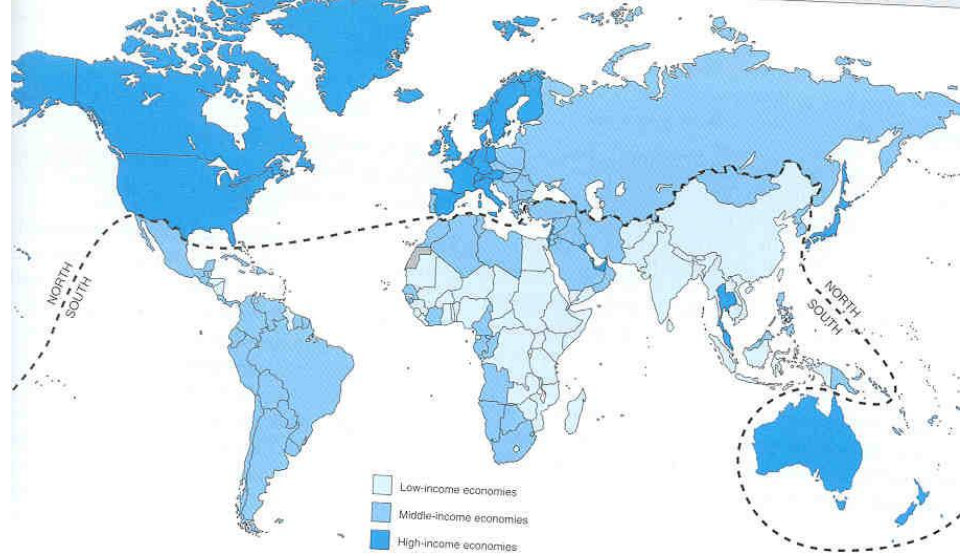 NORTH
SOUTH
NORTH
SOUTH
Low-income economies
Middle-income economies
High-income economies